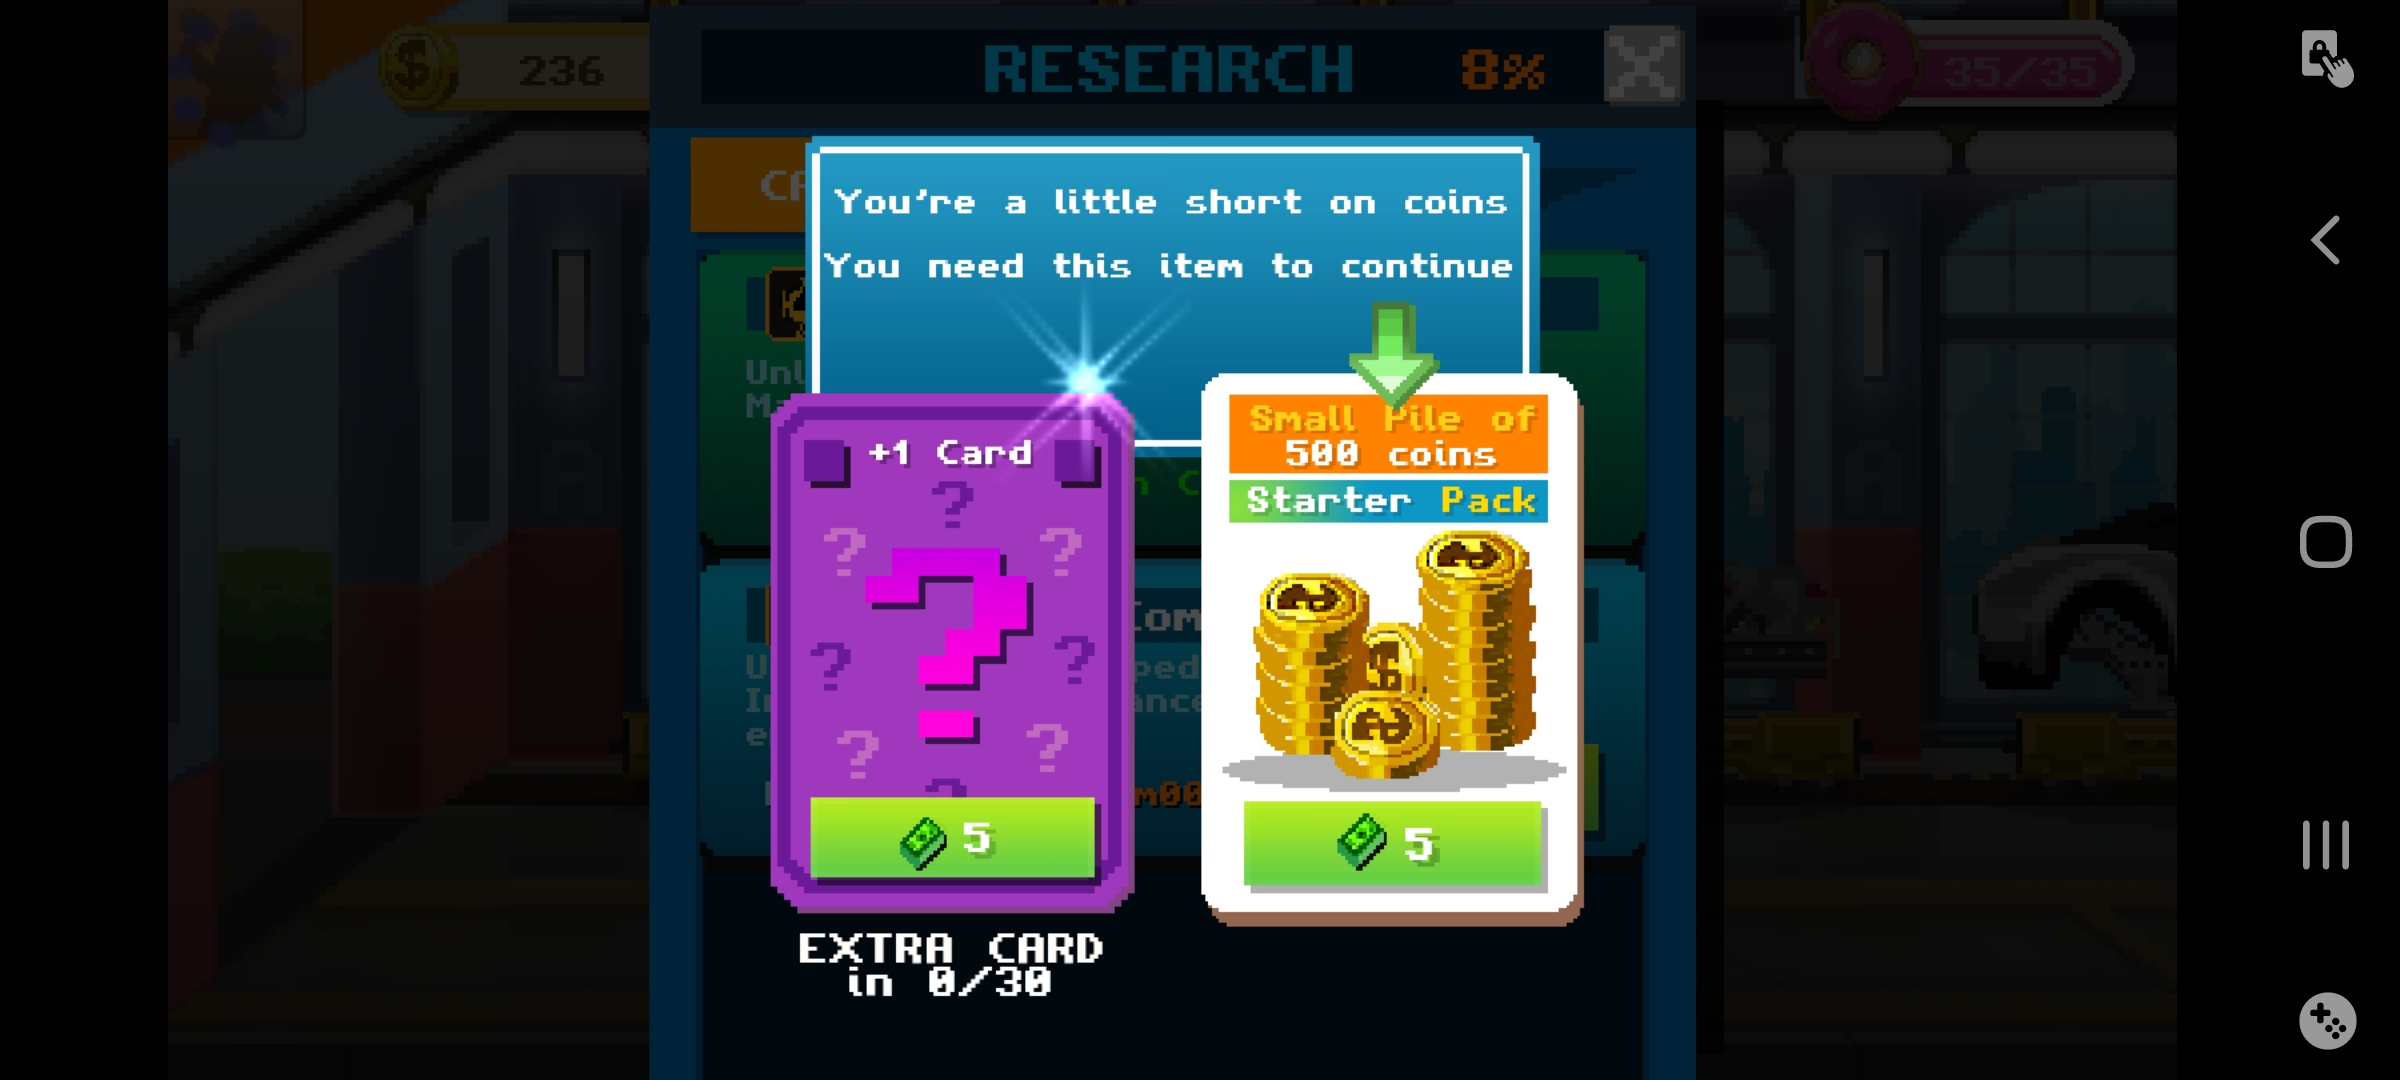 236
RESEARCH 8%
35/35
You're a little short on coins
You need this item to continue
+1 Card
Small Pile of
500 coins
Starter Pack
5
5
EXTRA CARD
in 0/30